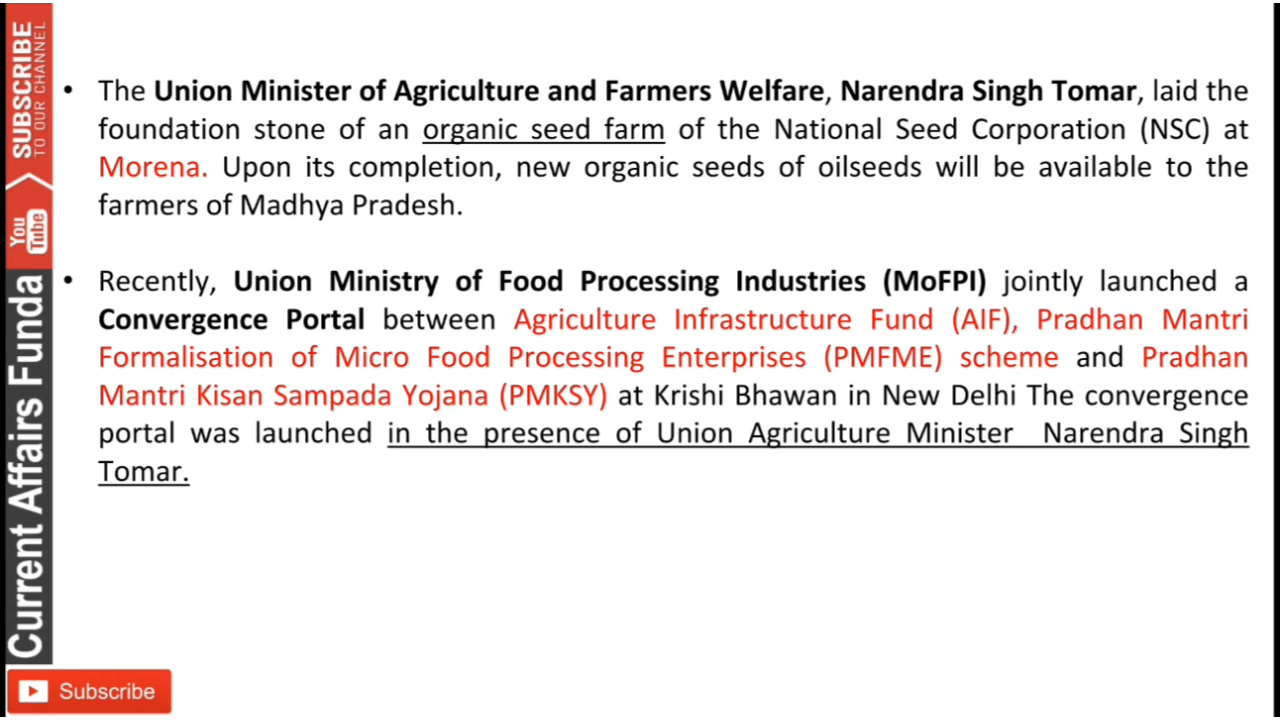 SUBSCRIBE
TO OUR CHANNEL
You
Tube
Current Affairs Funda
• The Union Minister of Agriculture and Farmers Welfare, Narendra Singh Tomar, laid the
foundation stone of an organic seed farm of the National Seed Corporation (NSC) at
Morena. Upon its completion, new organic seeds of oilseeds will be available to the
farmers of Madhya Pradesh.
• Recently, Union Ministry of Food Processing Industries (MoFPI) jointly launched a
Convergence Portal between Agriculture Infrastructure Fund (AIF), Pradhan Mantri
Formalisation of Micro Food Processing Enterprises (PMFME) scheme and Pradhan
Mantri Kisan Sampada Yojana (PMKSY) at Krishi Bhawan in New Delhi The convergence
portal was launched in the presence of Union Agriculture Minister Narendra Singh
Tomar.
Subscribe